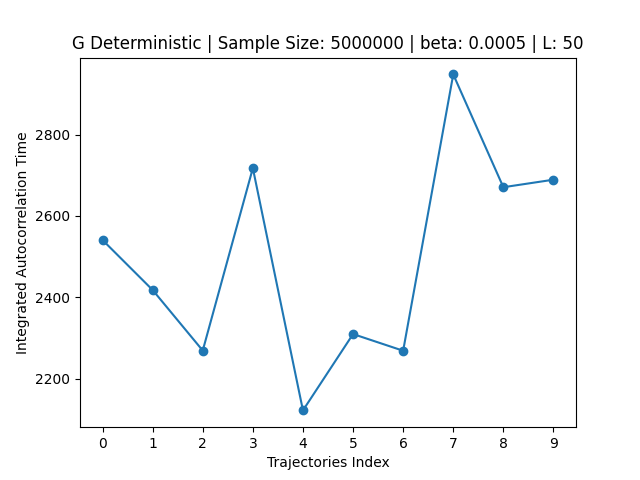 G Deterministic | Sample Size: 5000000 | beta: 0.0005 | L: 50
Integrated Autocorrelation Time
2800
2600
2400
2200
0 1 2 3 4 5 6 7 8 9
Trajectories Index